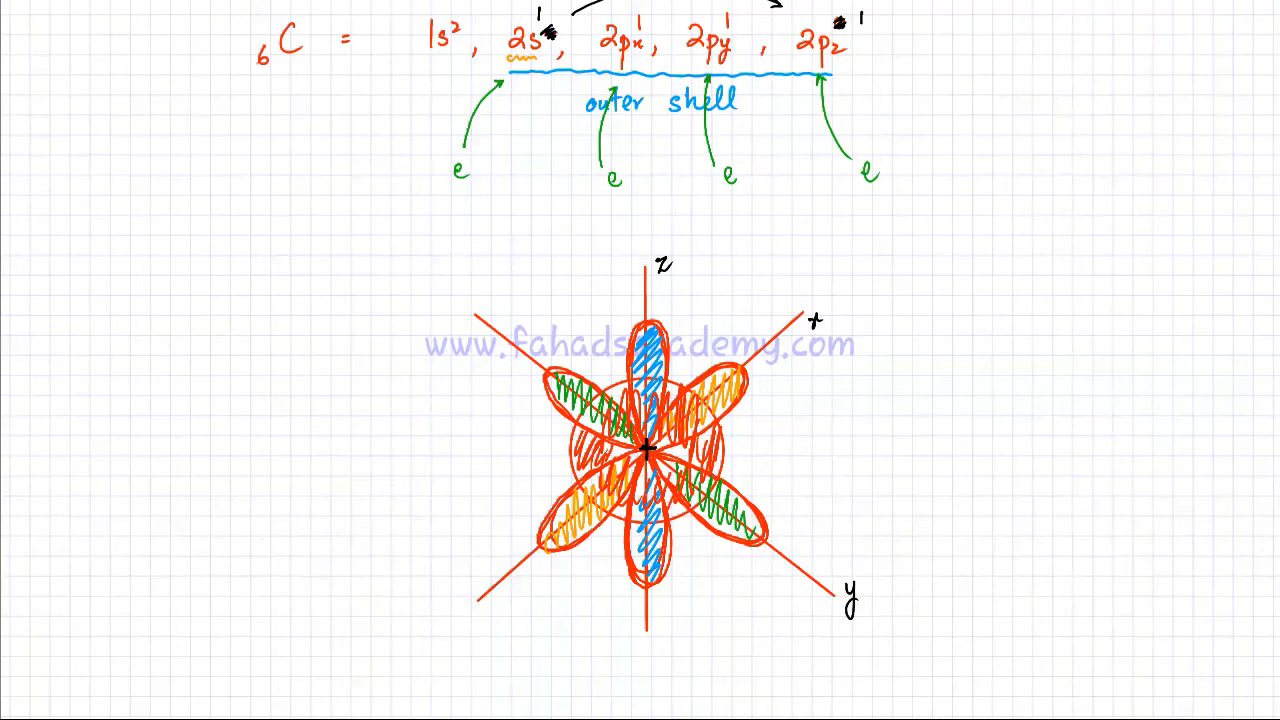 ₆C = 1s², 2s¹, 2px¹, 2py¹, 2pz¹
outer shell
e e e e
z
x
www.fahadsacademy.com
y